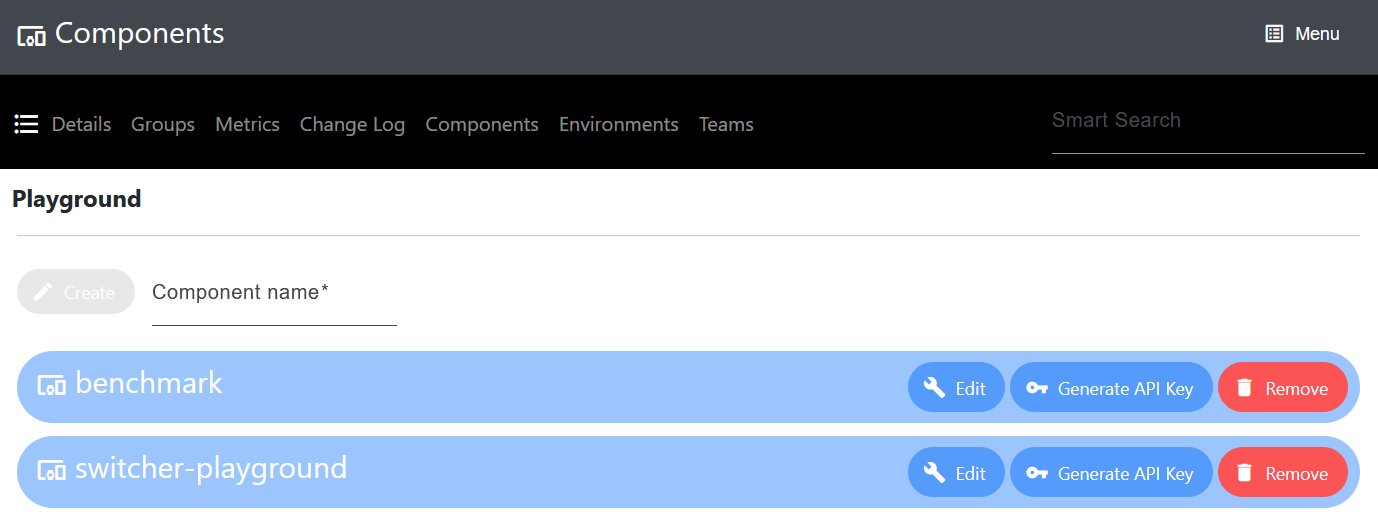 Components
Menu
Details Groups Metrics Change Log Components Environments Teams Smart Search
Playground
Create Component name*
benchmark Edit Generate API Key Remove
switcher-playground Edit Generate API Key Remove